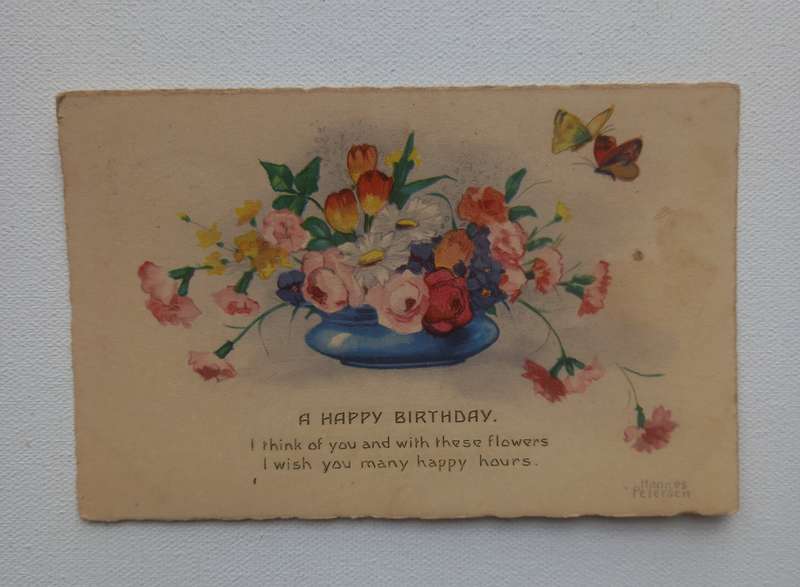 A HAPPY BIRTHDAY.
I think of you and with these flowers
I wish you many happy hours.
Hannes
Petersen